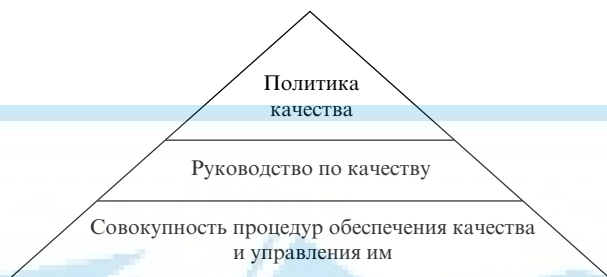 Политика
качества
Руководство по качеству
Совокупность процедур обеспечения качества
и управления им